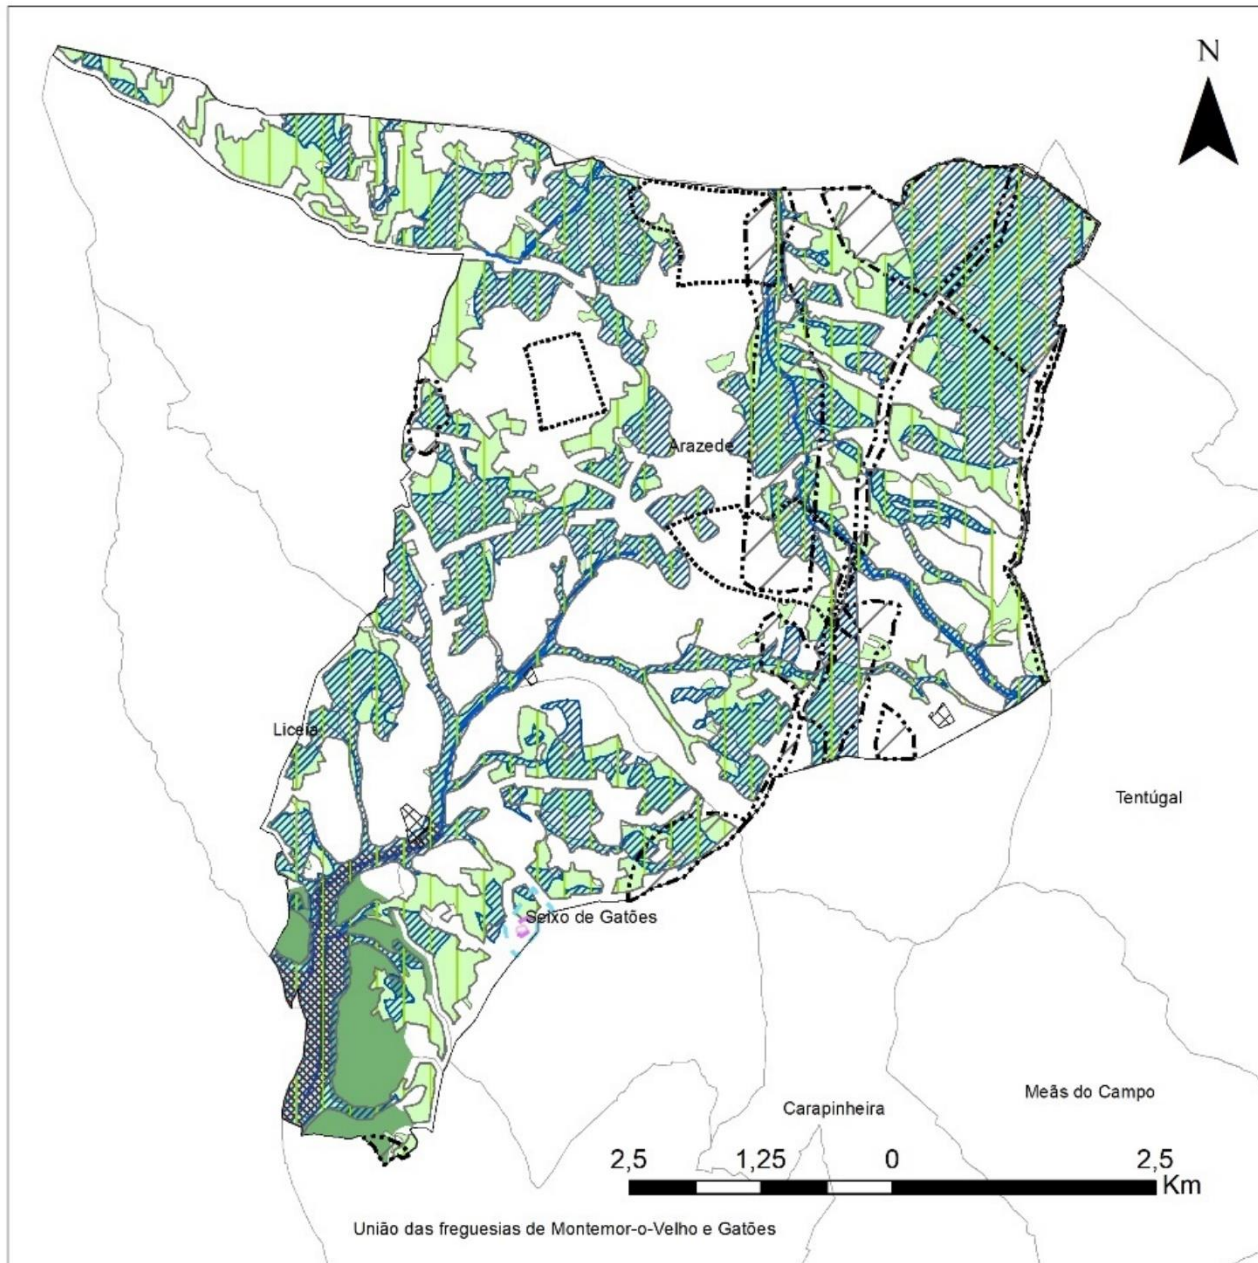 N
Arazede
Liceia
Tentúgal
Seixo de Gatões
Meãs do Campo
Carapinheira
2,5 1,25 0 2,5
Km
União das freguesias de Montemor-o-Velho e Gatões